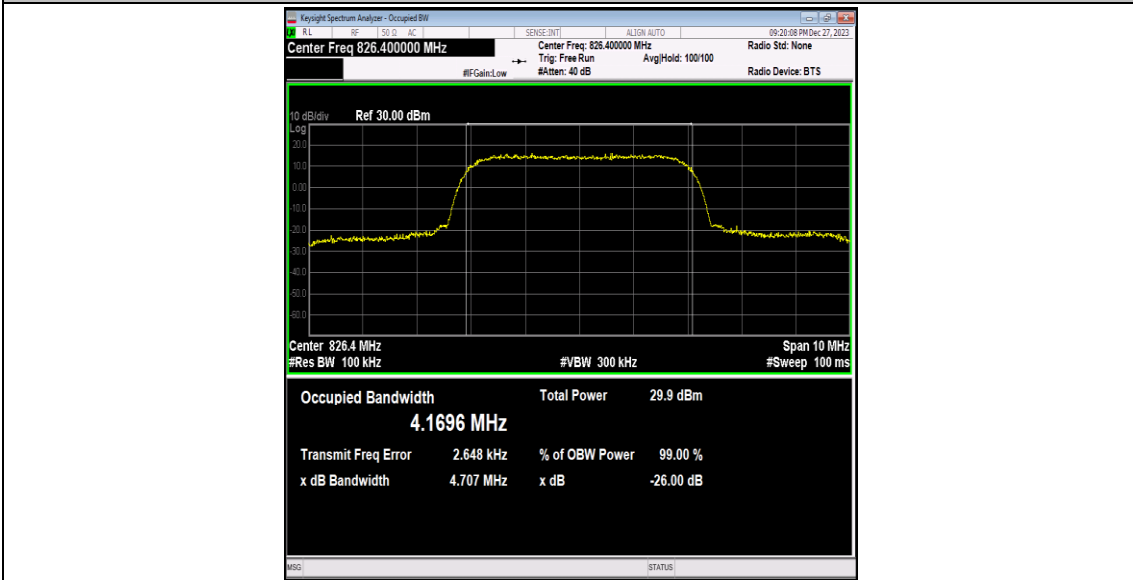 Keysight Spectrum Analyzer - Occupied BW
LXI RL RF 50 Ω AC SENSE:INT ALIGN AUTO 09:20:08 PM Dec 27, 2023
Center Freq 826.400000 MHz Center Freq: 826.400000 MHz Radio Std: None
Trig: Free Run Avg|Hold: 100/100
#IFGain:Low #Atten: 40 dB Radio Device: BTS
10 dB/div Ref 30.00 dBm
Log
20.0
10.0
0.00
-10.0
-20.0
-30.0
-40.0
-50.0
-60.0
Center 826.4 MHz Span 10 MHz
#Res BW 100 kHz #VBW 300 kHz #Sweep 100 ms
Occupied Bandwidth Total Power 29.9 dBm
4.1696 MHz
Transmit Freq Error 2.648 kHz % of OBW Power 99.00 %
x dB Bandwidth 4.707 MHz x dB -26.00 dB
MSG STATUS